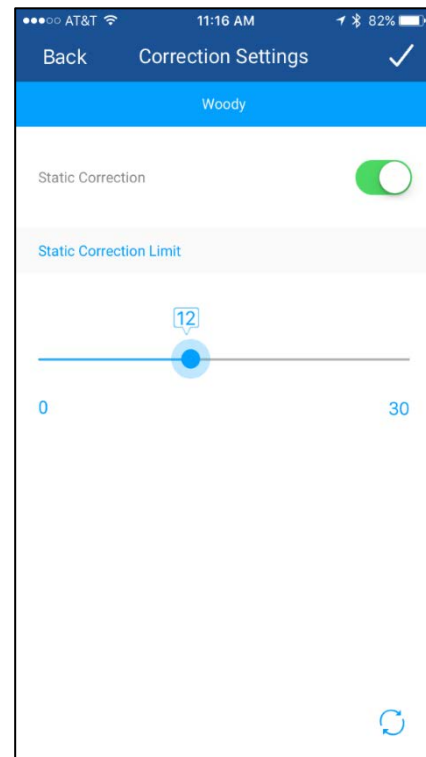 AT&T 11:16 AM 82%
Back Correction Settings
Woody
Static Correction
Static Correction Limit
12
0 30